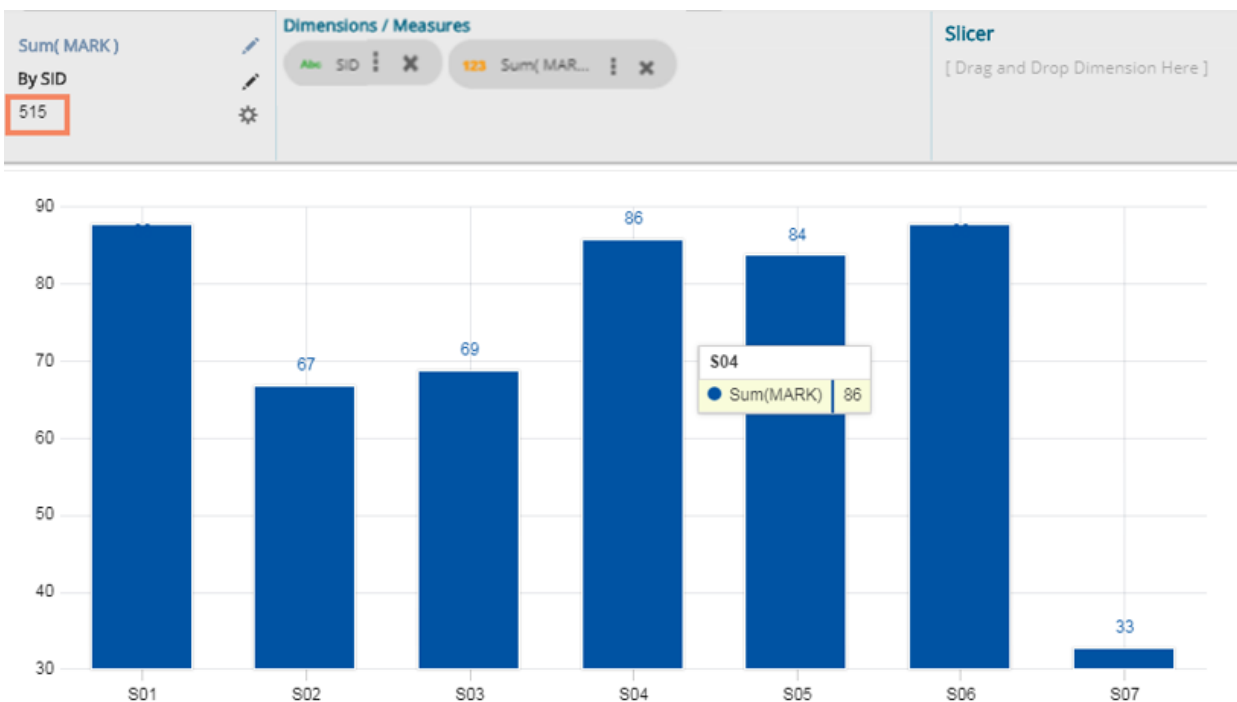 Sum( MARK )
By SID
515
Dimensions / Measures
Abc SID
123 Sum( MAR...
Slicer
[ Drag and Drop Dimension Here ]
90
80
70
60
50
40
30
67
69
86
84
33
S04
Sum(MARK) 86
S01 S02 S03 S04 S05 S06 S07